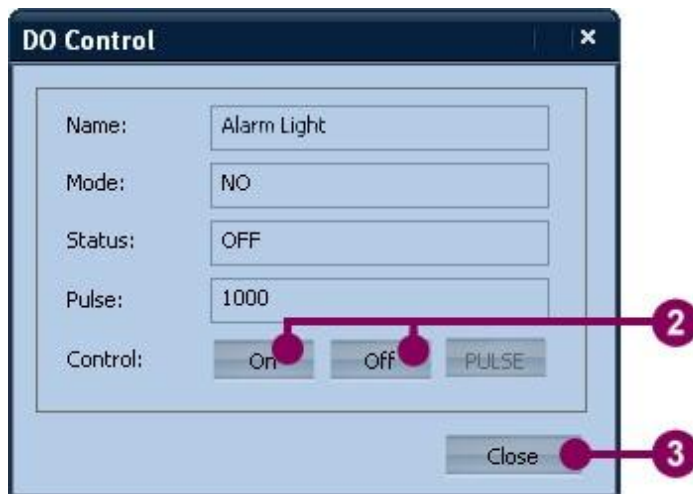 DO Control
Name: Alarm Light
Mode: NO
Status: OFF
Pulse: 1000
2
Control: On Off PULSE
Close 3